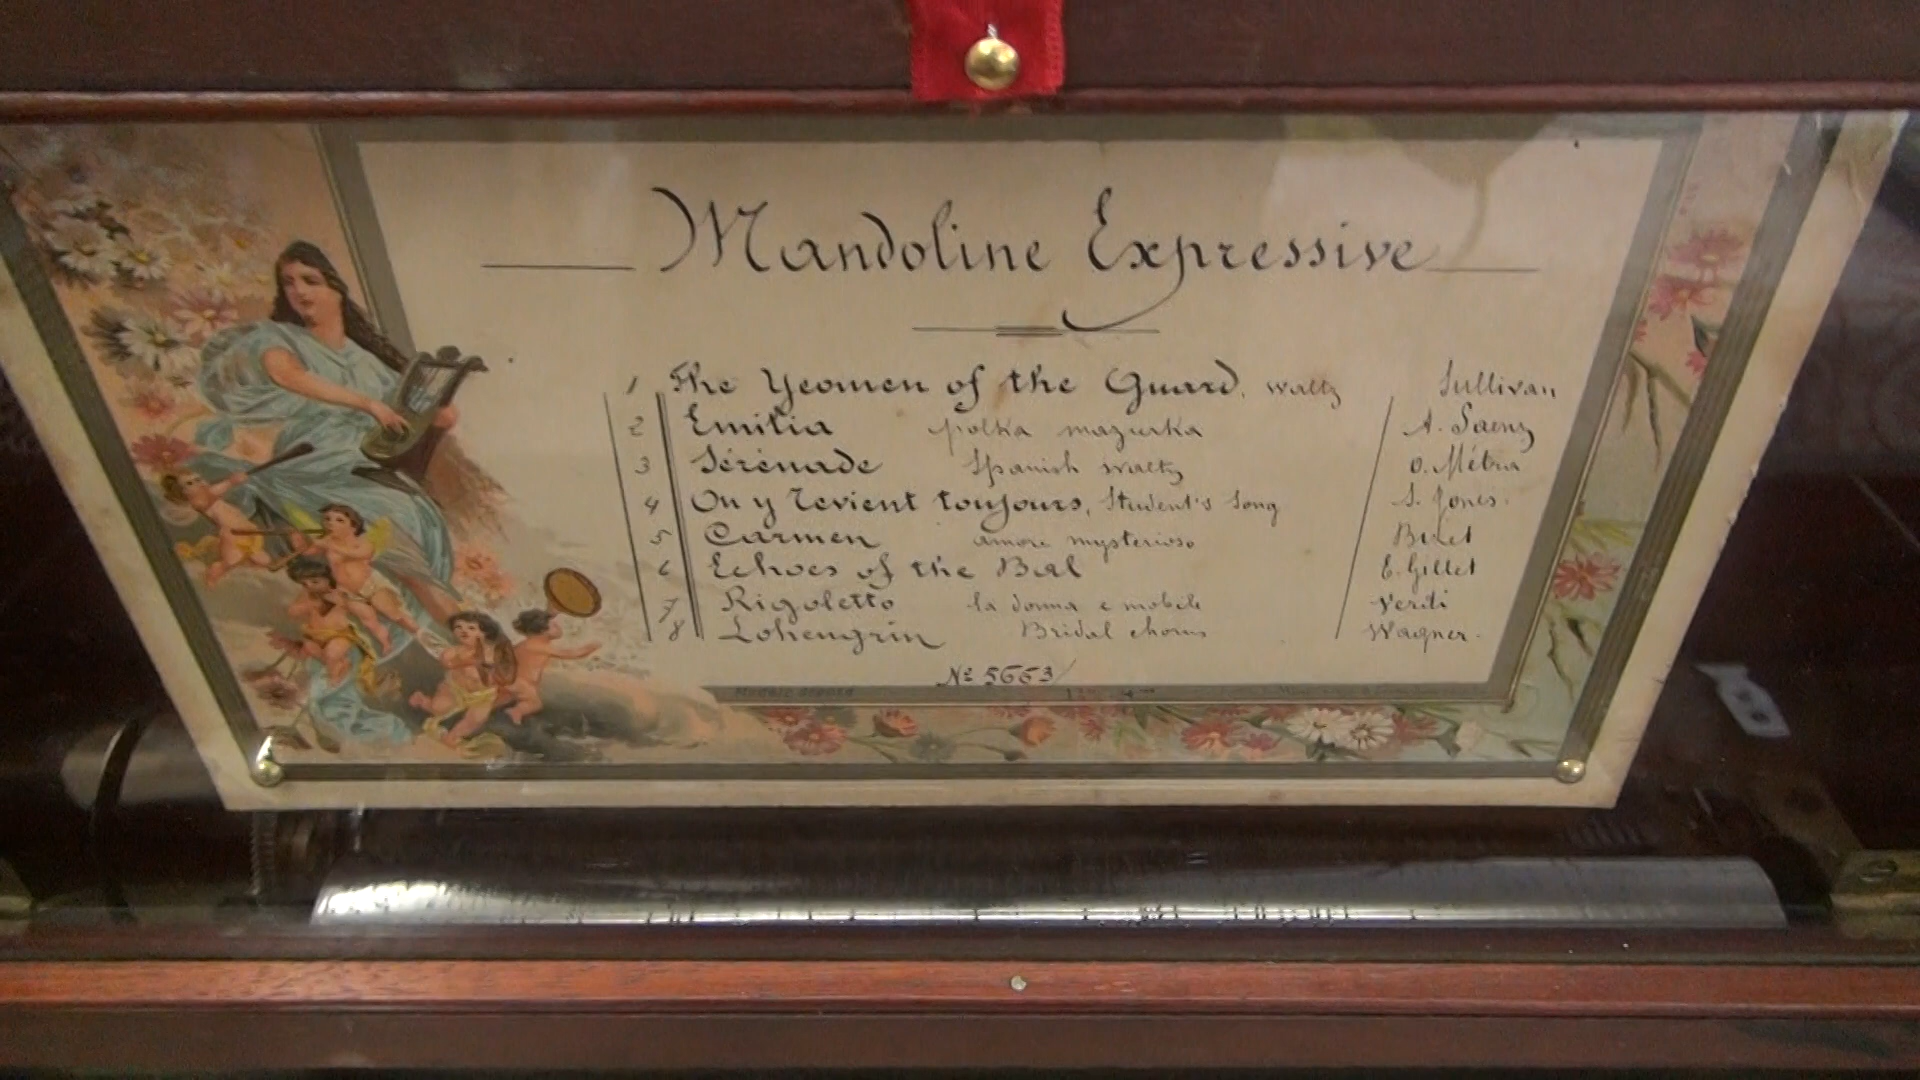 Mandoline Expressive
1 The Yeomen of the Guard, waltz Sullivan
2 Emilia polka mazurka A. Saenz
3 Sérénade Spanish waltz O. Métra
4 On y revient toujours, Student's Song S. Jones.
5 Carmen amore mysterioso Bizet
6 Echoes of the Bal E. Gillet
7 Rigoletto la donna e mobile Verdi
8 Lohengrin Bridal chorus Wagner.
Nº 5663
Modèle déposé